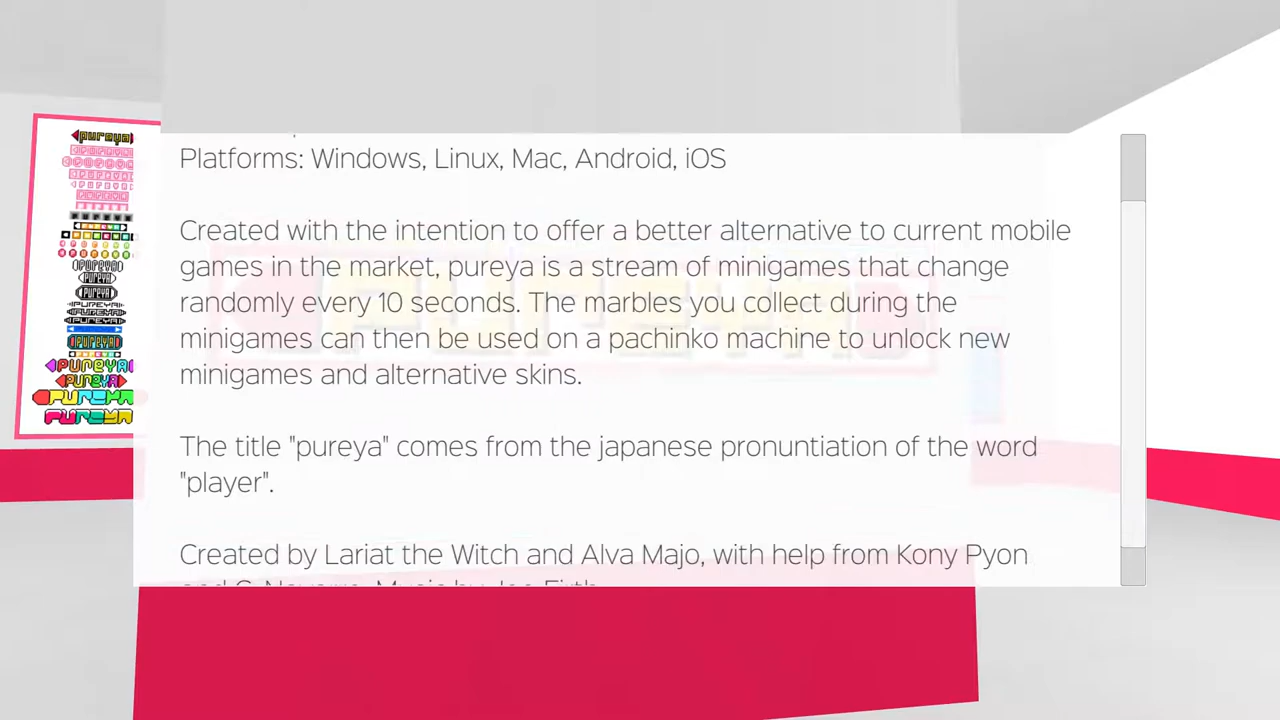 Platforms: Windows, Linux, Mac, Android, iOS
Created with the intention to offer a better alternative to current mobile
games in the market, pureya is a stream of minigames that change
randomly every 10 seconds. The marbles you collect during the
minigames can then be used on a pachinko machine to unlock new
minigames and alternative skins.
The title "pureya" comes from the japanese pronuntiation of the word
"player".
Created by Lariat the Witch and Alva Majo, with help from Kony Pyon